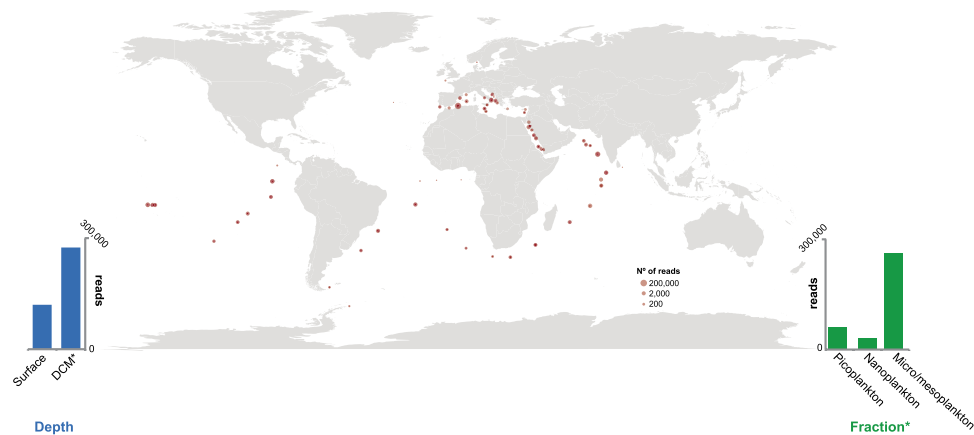 300,000
reads
0
Surface
DCM*
Depth
Nº of reads
200,000
2,000
200
300,000
reads
0
Picoplankton
Nanoplankton
Micro/mesoplankton
Fraction*